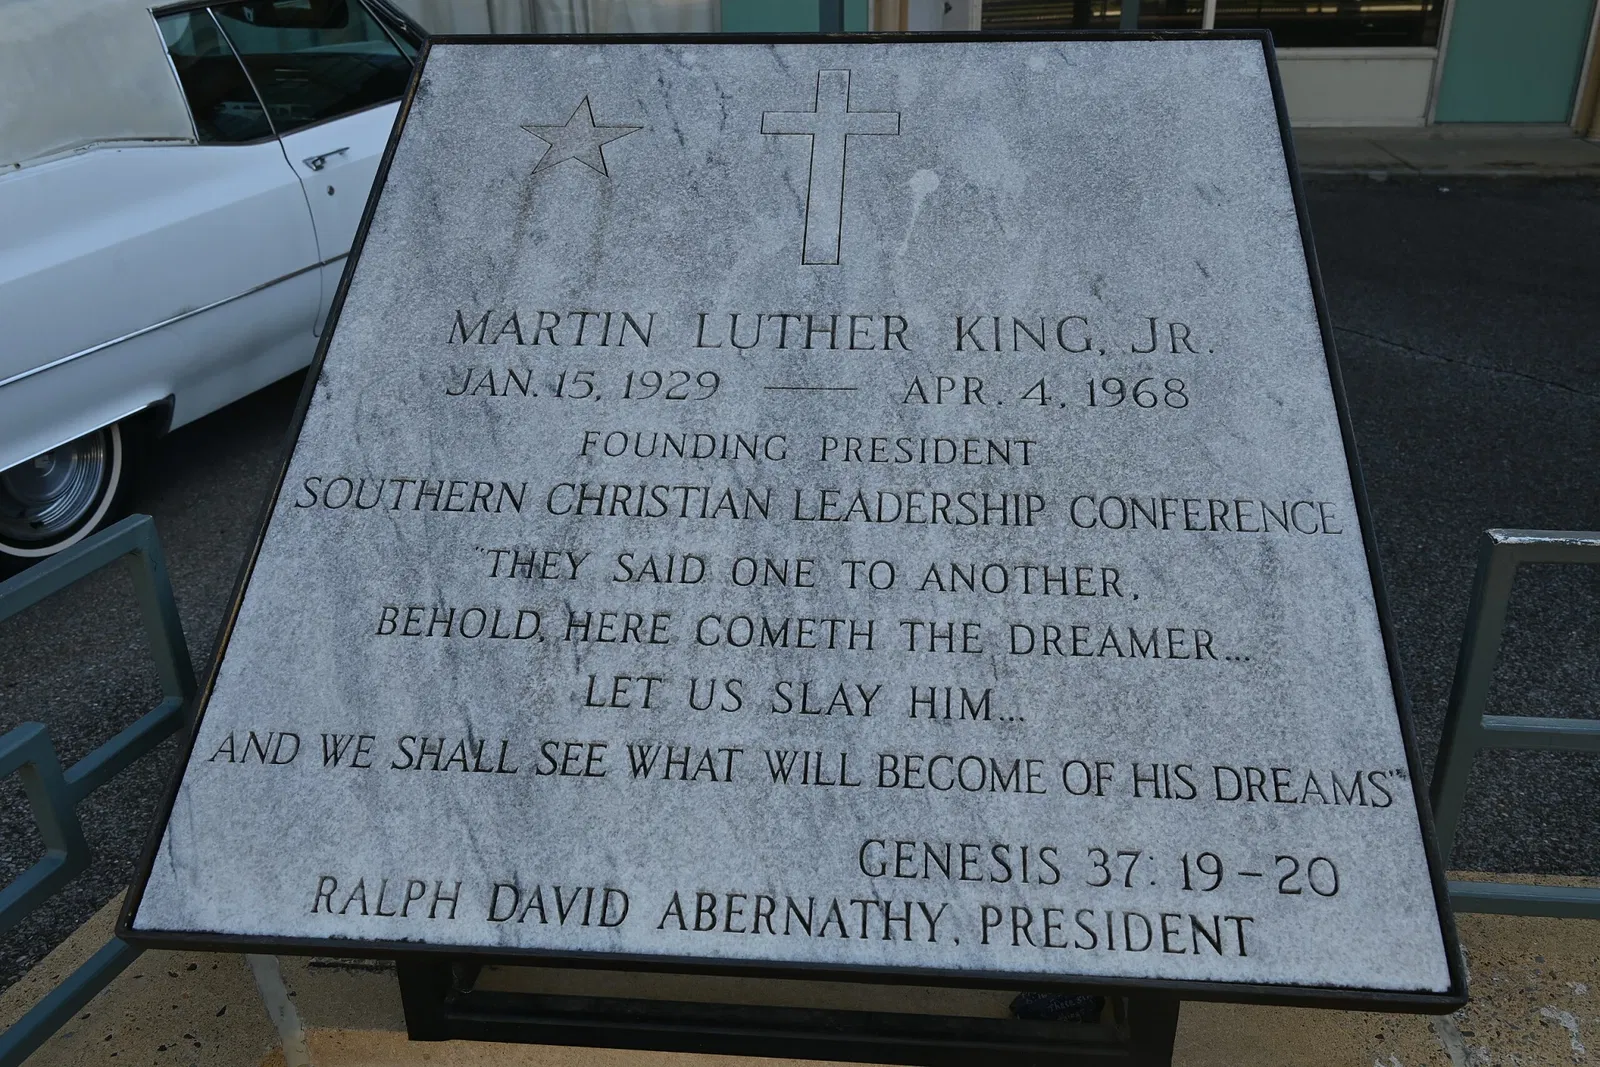 MARTIN LUTHER KING, JR.
JAN. 15, 1929 — APR. 4, 1968
FOUNDING PRESIDENT
SOUTHERN CHRISTIAN LEADERSHIP CONFERENCE
"THEY SAID ONE TO ANOTHER,
BEHOLD, HERE COMETH THE DREAMER...
LET US SLAY HIM...
AND WE SHALL SEE WHAT WILL BECOME OF HIS DREAMS"
GENESIS 37: 19-20
RALPH DAVID ABERNATHY, PRESIDENT